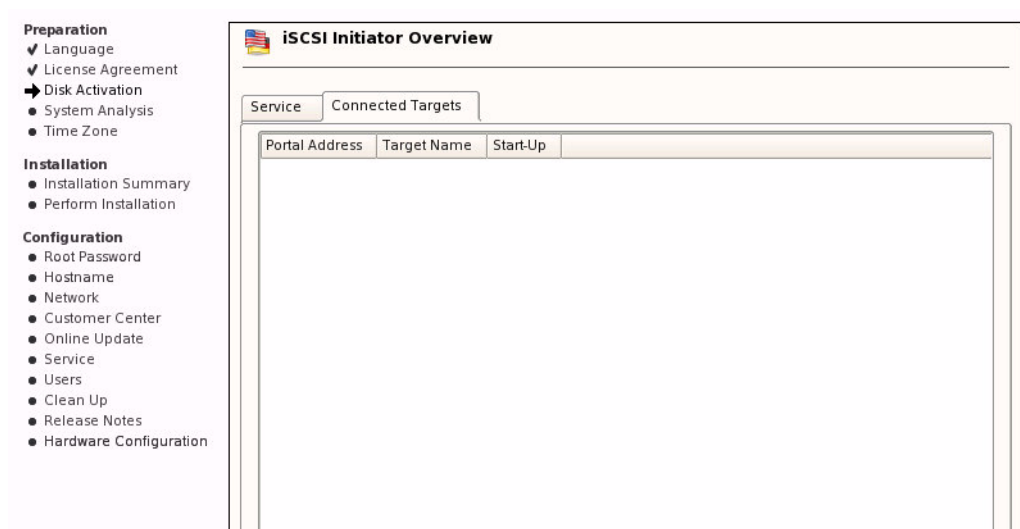 Preparation
Language
License Agreement
Disk Activation
System Analysis
Time Zone
Installation
Installation Summary
Perform Installation
Configuration
Root Password
Hostname
Network
Customer Center
Online Update
Service
Users
Clean Up
Release Notes
Hardware Configuration
iSCSI Initiator Overview
Service
Connected Targets
Portal Address
Target Name
Start-Up